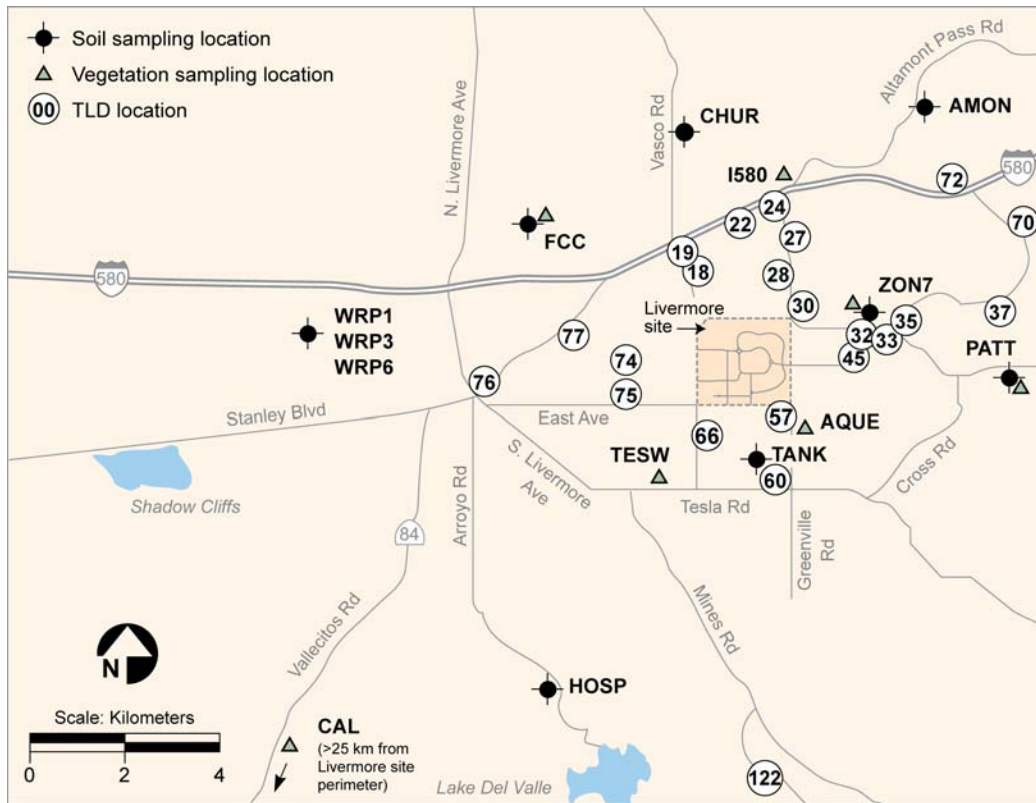 Soil sampling location
Vegetation sampling location
00 TLD location
N. Livermore Ave
Vasco Rd
Altamont Pass Rd
CHUR
AMON
I580
580
72
24
22
70
27
FCC
19
18
28
580
ZON7
Livermore
site
30
35
37
WRP1
WRP3
WRP6
77
32
33
45
PATT
74
76
75
Stanley Blvd
East Ave
57
AQUE
66
TESW
TANK
60
Cross Rd
S. Livermore
Ave
Tesla Rd
Shadow Cliffs
Arroyo Rd
84
Greenville
Rd
Vallecitos Rd
Mines Rd
N
HOSP
Scale: Kilometers
0 2 4
CAL
(>25 km from
Livermore site
perimeter)
Lake Del Valle
122